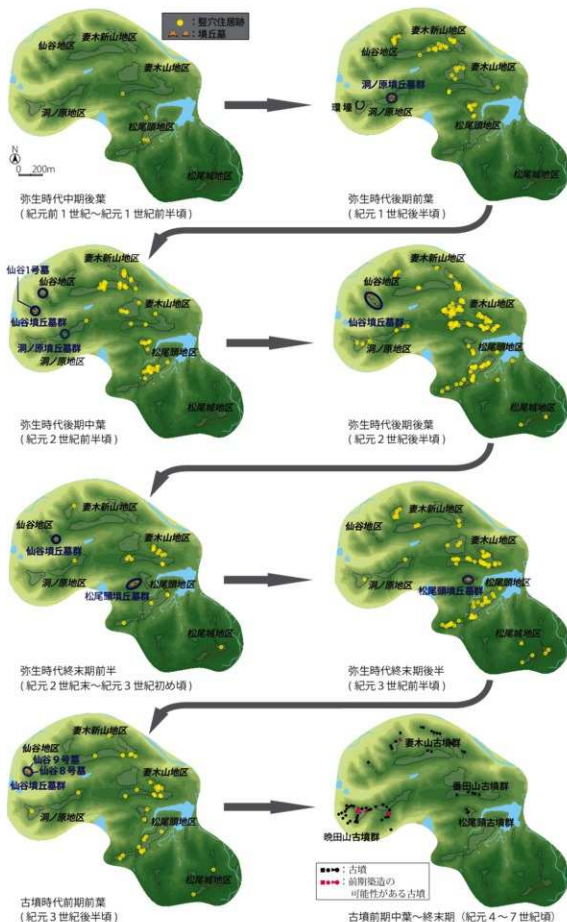 ：竪穴住居跡
：墳丘墓
仙谷地区
妻木山地区
洞ノ原地区
松尾頭地区
N
0 200m
弥生時代中期後葉
(紀元前1世紀～紀元1世紀前半頃)
仙谷地区
妻木新山地区
妻木山地区
洞ノ原墳丘墓群
環壕
洞ノ原地区
松尾頭地区
弥生時代後期前葉
(紀元1世紀後半頃)
妻木新山地区
仙谷1号墓
仙谷地区
妻木山地区
仙谷墳丘墓群
洞ノ原墳丘墓群
洞ノ原地区
松尾頭地区
松尾城地区
弥生時代後期中葉
(紀元2世紀前半頃)
妻木新山地区
仙谷地区
妻木山地区
仙谷墳丘墓群
洞ノ原地区
松尾頭地区
松尾城地区
弥生時代後期後葉
(紀元2世紀後半頃)
妻木新山地区
仙谷地区
妻木山地区
仙谷墳丘墓群
洞ノ原地区
松尾頭地区
松尾頭墳丘墓群
松尾城地区
弥生時代終末期前半
(紀元2世紀末～紀元3世紀初め頃)
妻木新山地区
仙谷地区
妻木山地区
洞ノ原地区
松尾頭地区
松尾頭墳丘墓群
松尾城地区
弥生時代終末期後半
(紀元3世紀前半頃)
妻木新山地区
仙谷地区
仙谷9号墓
仙谷8号墓
仙谷墳丘墓群
妻木山地区
洞ノ原地区
松尾頭地区
松尾城地区
古墳時代前期前葉
(紀元3世紀後半頃)
妻木山古墳群
番田山古墳群
松尾頭古墳群
晩田山古墳群
：古墳
：前期築造の
可能性がある古墳
古墳前期中葉～終末期（紀元4～7世紀頃）